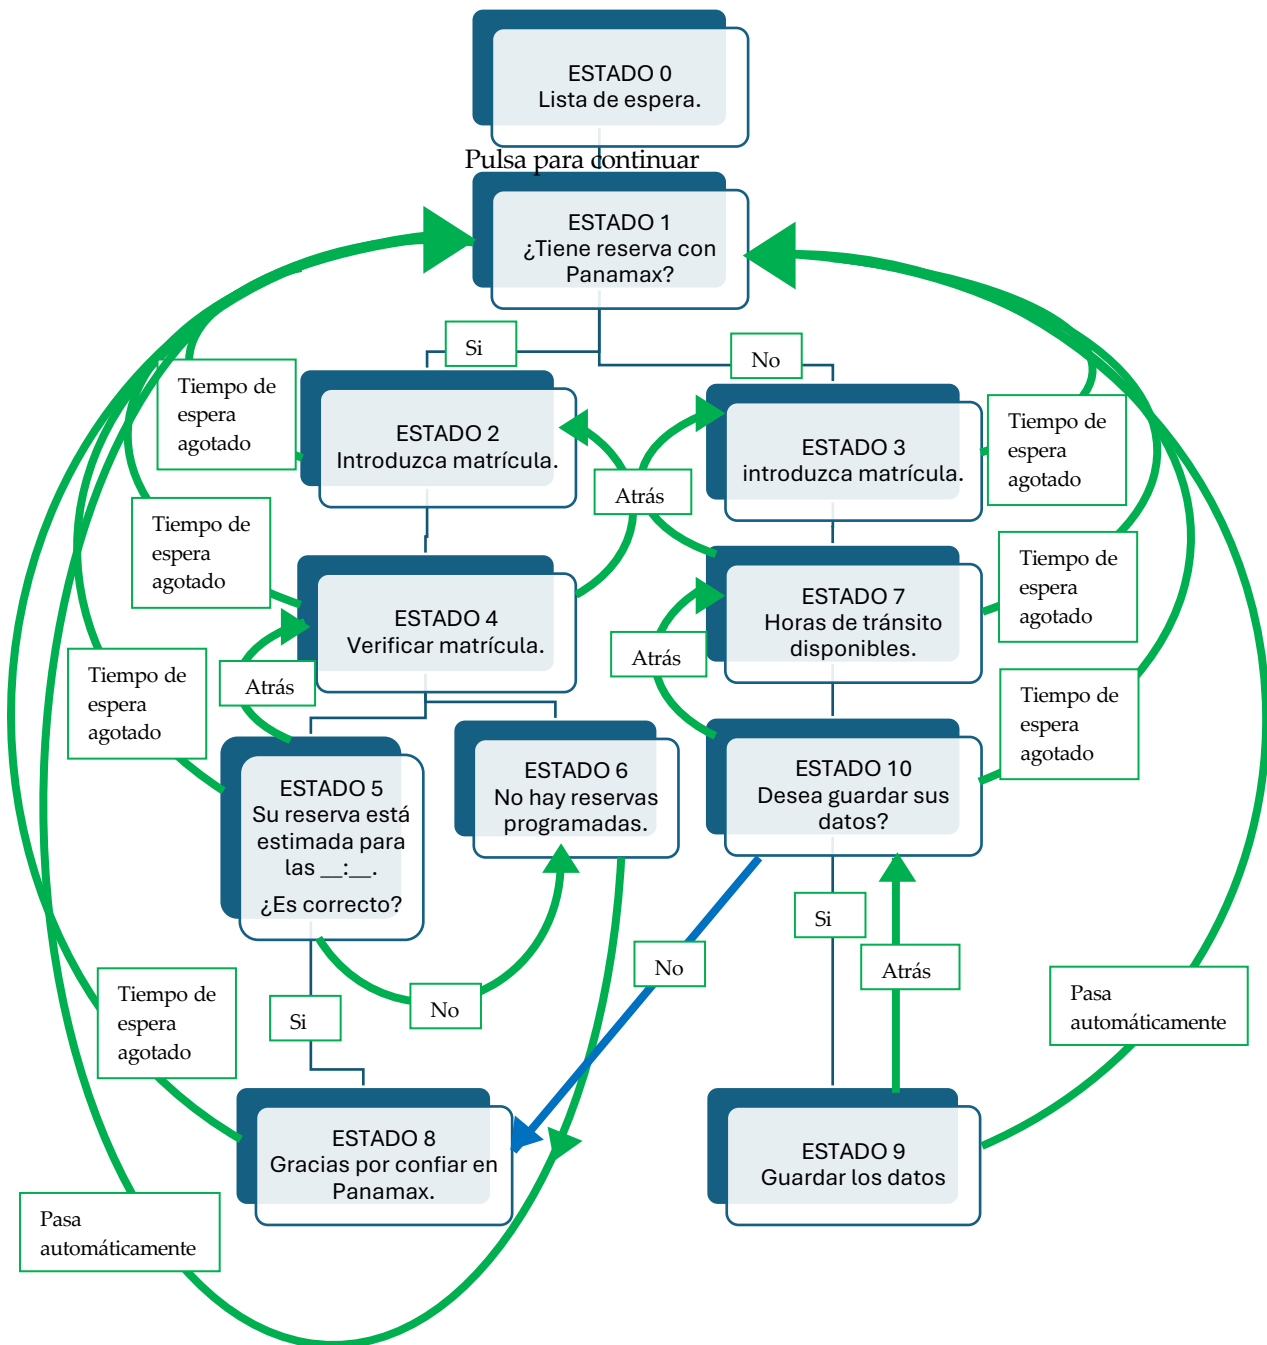 ESTADO 0
Lista de espera.
Pulsa para continuar
ESTADO 1
¿Tiene reserva con
Panamax?
Si
No
Tiempo de
espera
agotado
ESTADO 2
Introduzca matrícula.
Atrás
ESTADO 3
introduzca matrícula.
Tiempo de
espera
agotado
Tiempo de
espera
agotado
ESTADO 4
Verificar matrícula.
ESTADO 7
Horas de tránsito
disponibles.
Tiempo de
espera
agotado
Tiempo de
espera
agotado
Atrás
Atrás
Tiempo de
espera
agotado
ESTADO 5
Su reserva está
estimada para
las __:__.
¿Es correcto?
ESTADO 6
No hay reservas
programadas.
ESTADO 10
Desea guardar sus
datos?
Si
No
Atrás
Tiempo de
espera
agotado
Si
No
Pasa
automáticamente
ESTADO 8
Gracias por confiar en
Panamax.
ESTADO 9
Guardar los datos
Pasa
automáticamente